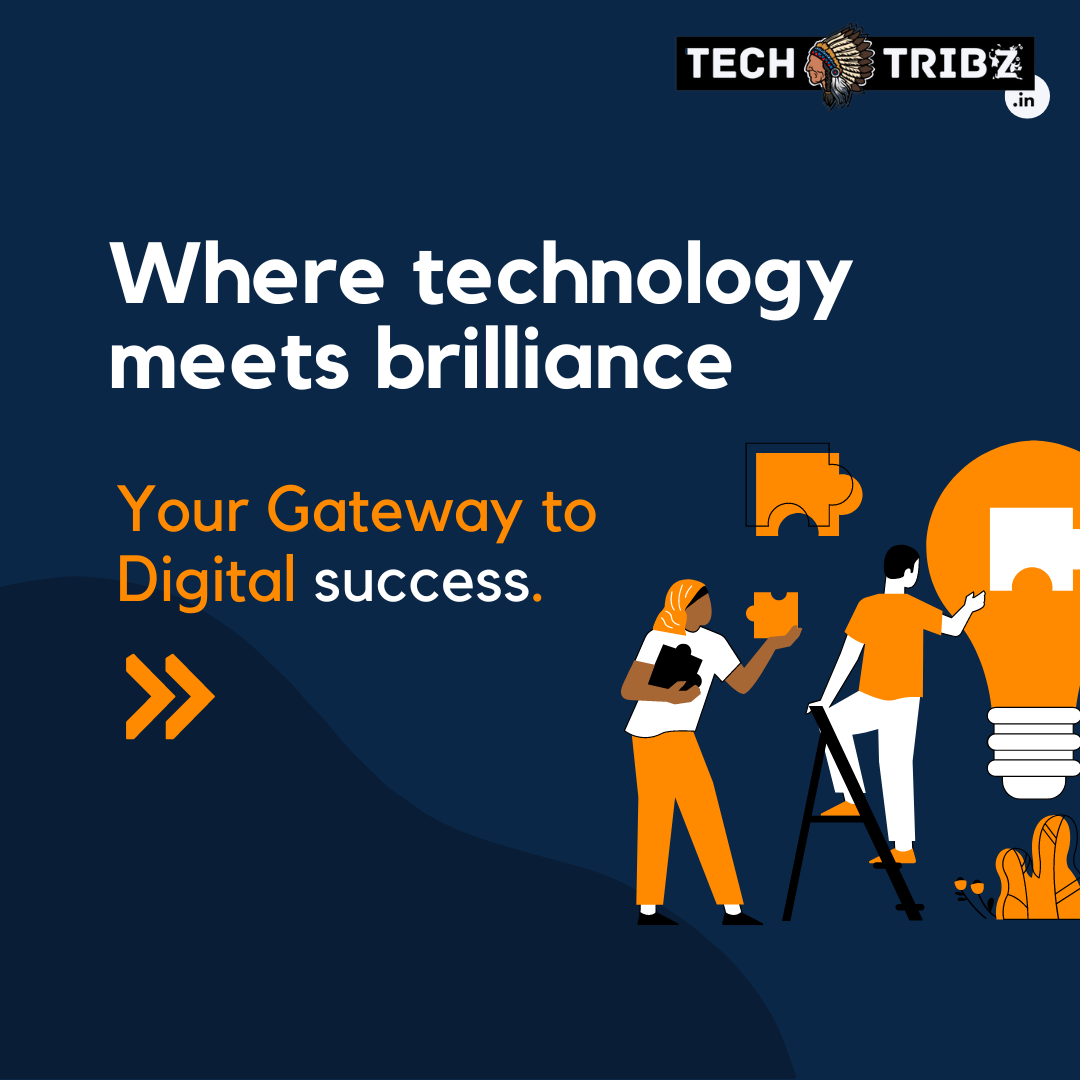 TECH TRIBZ
.in
Where technology
meets brilliance
Your Gateway to
Digital success.